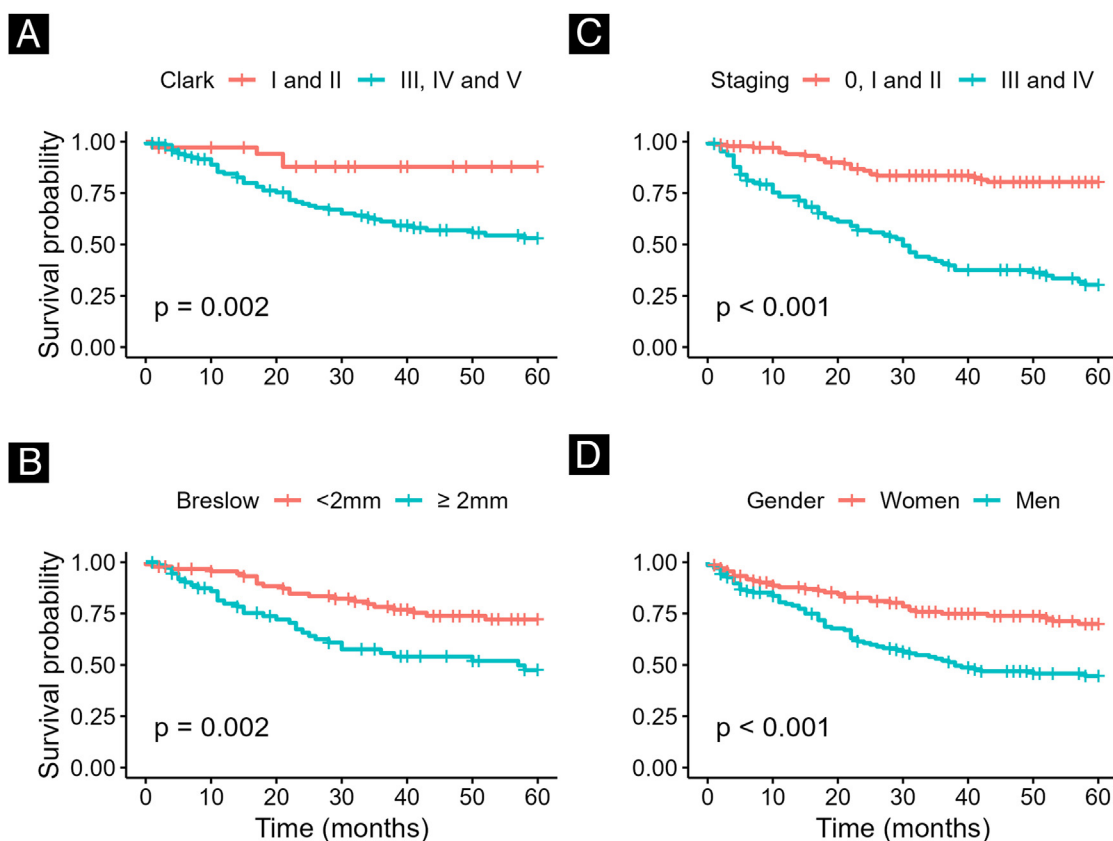 A
Clark I and II III, IV and V
Survival probability
1.00
0.75
0.50
0.25
0.00
p = 0.002
0 10 20 30 40 50 60
C
Staging 0, I and II III and IV
1.00
0.75
0.50
0.25
0.00
p < 0.001
0 10 20 30 40 50 60
B
Breslow <2mm ≥ 2mm
Survival probability
1.00
0.75
0.50
0.25
0.00
p = 0.002
0 10 20 30 40 50 60
Time (months)
D
Gender Women Men
1.00
0.75
0.50
0.25
0.00
p < 0.001
0 10 20 30 40 50 60
Time (months)